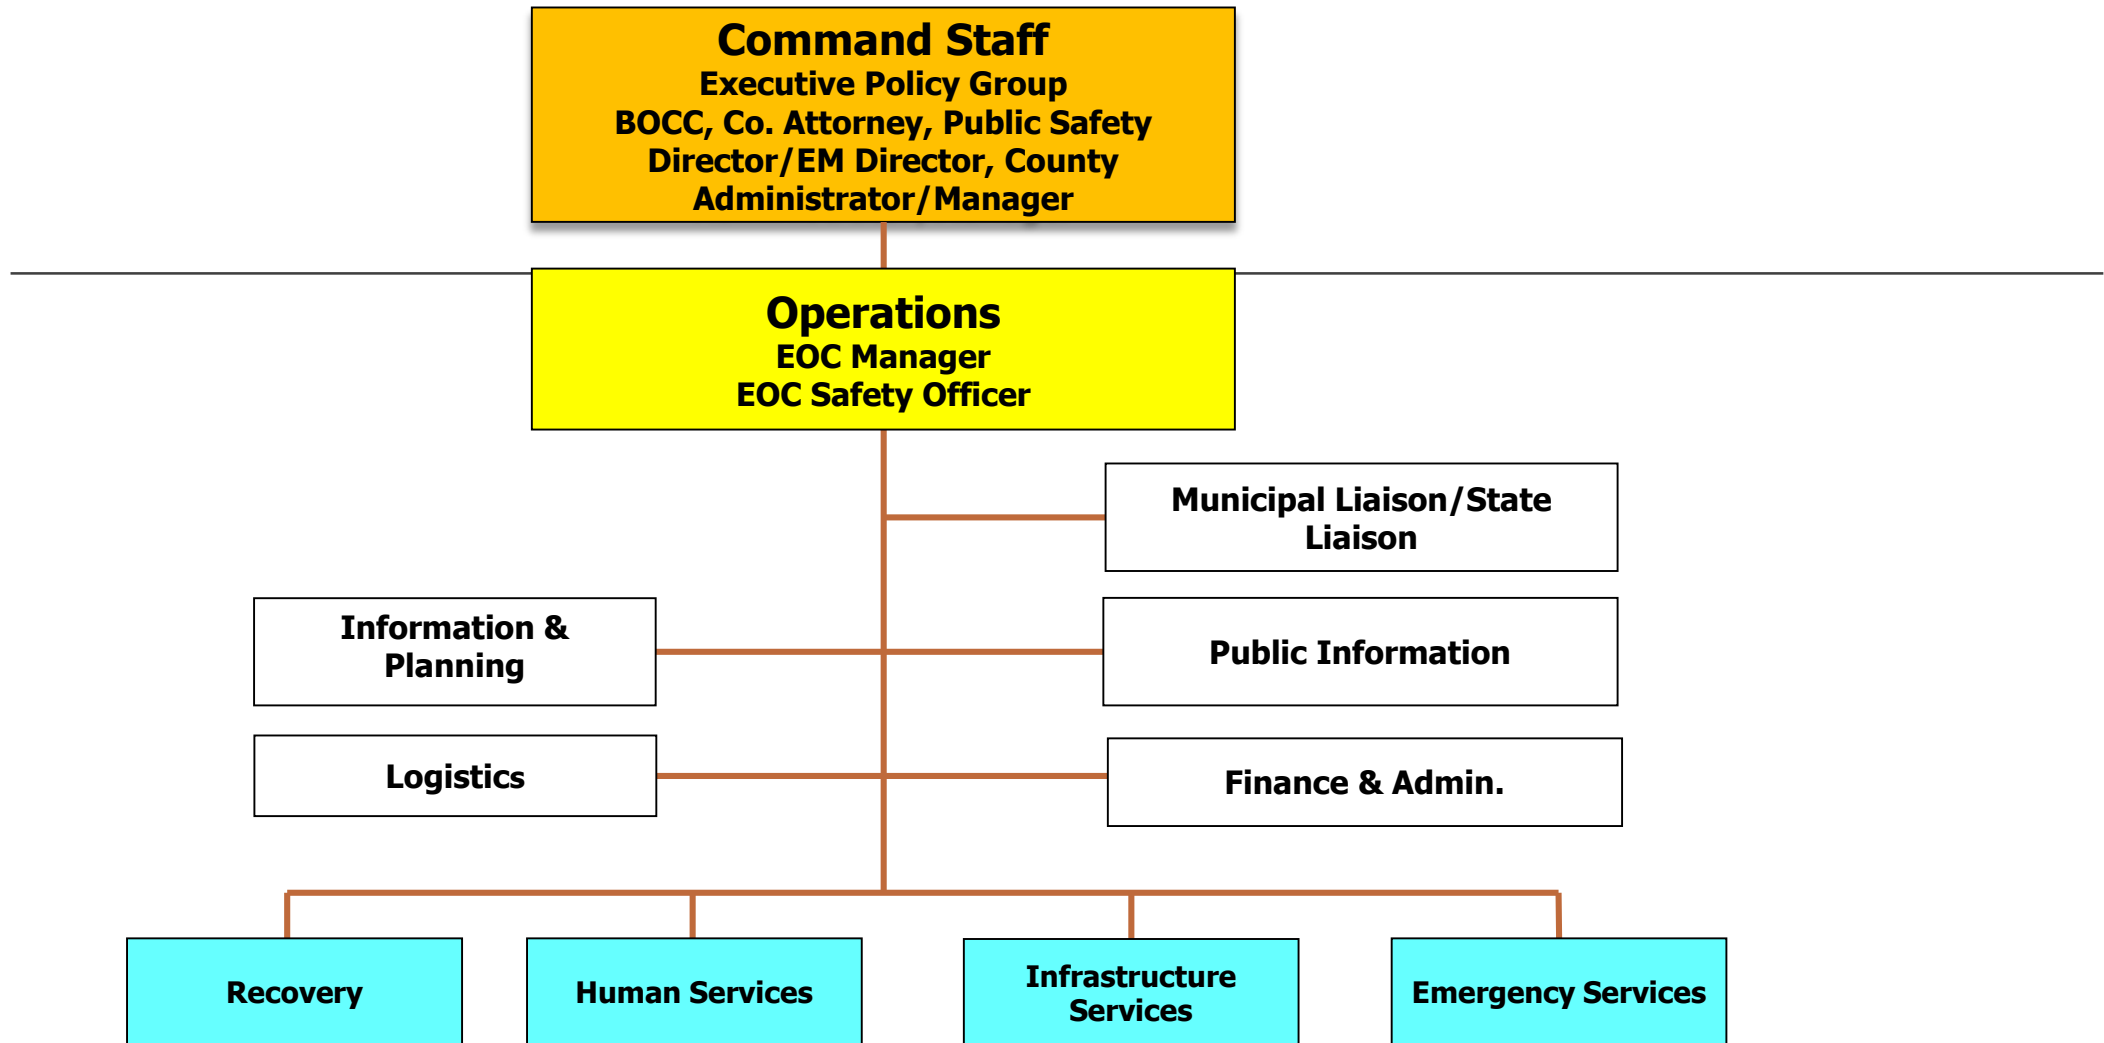 Command Staff
Executive Policy Group
BOCC, Co. Attorney, Public Safety
Director/EM Director, County
Administrator/Manager
Operations
EOC Manager
EOC Safety Officer
Municipal Liaison/State
Liaison
Information &
Planning
Public Information
Logistics
Finance & Admin.
Recovery
Human Services
Infrastructure
Services
Emergency Services